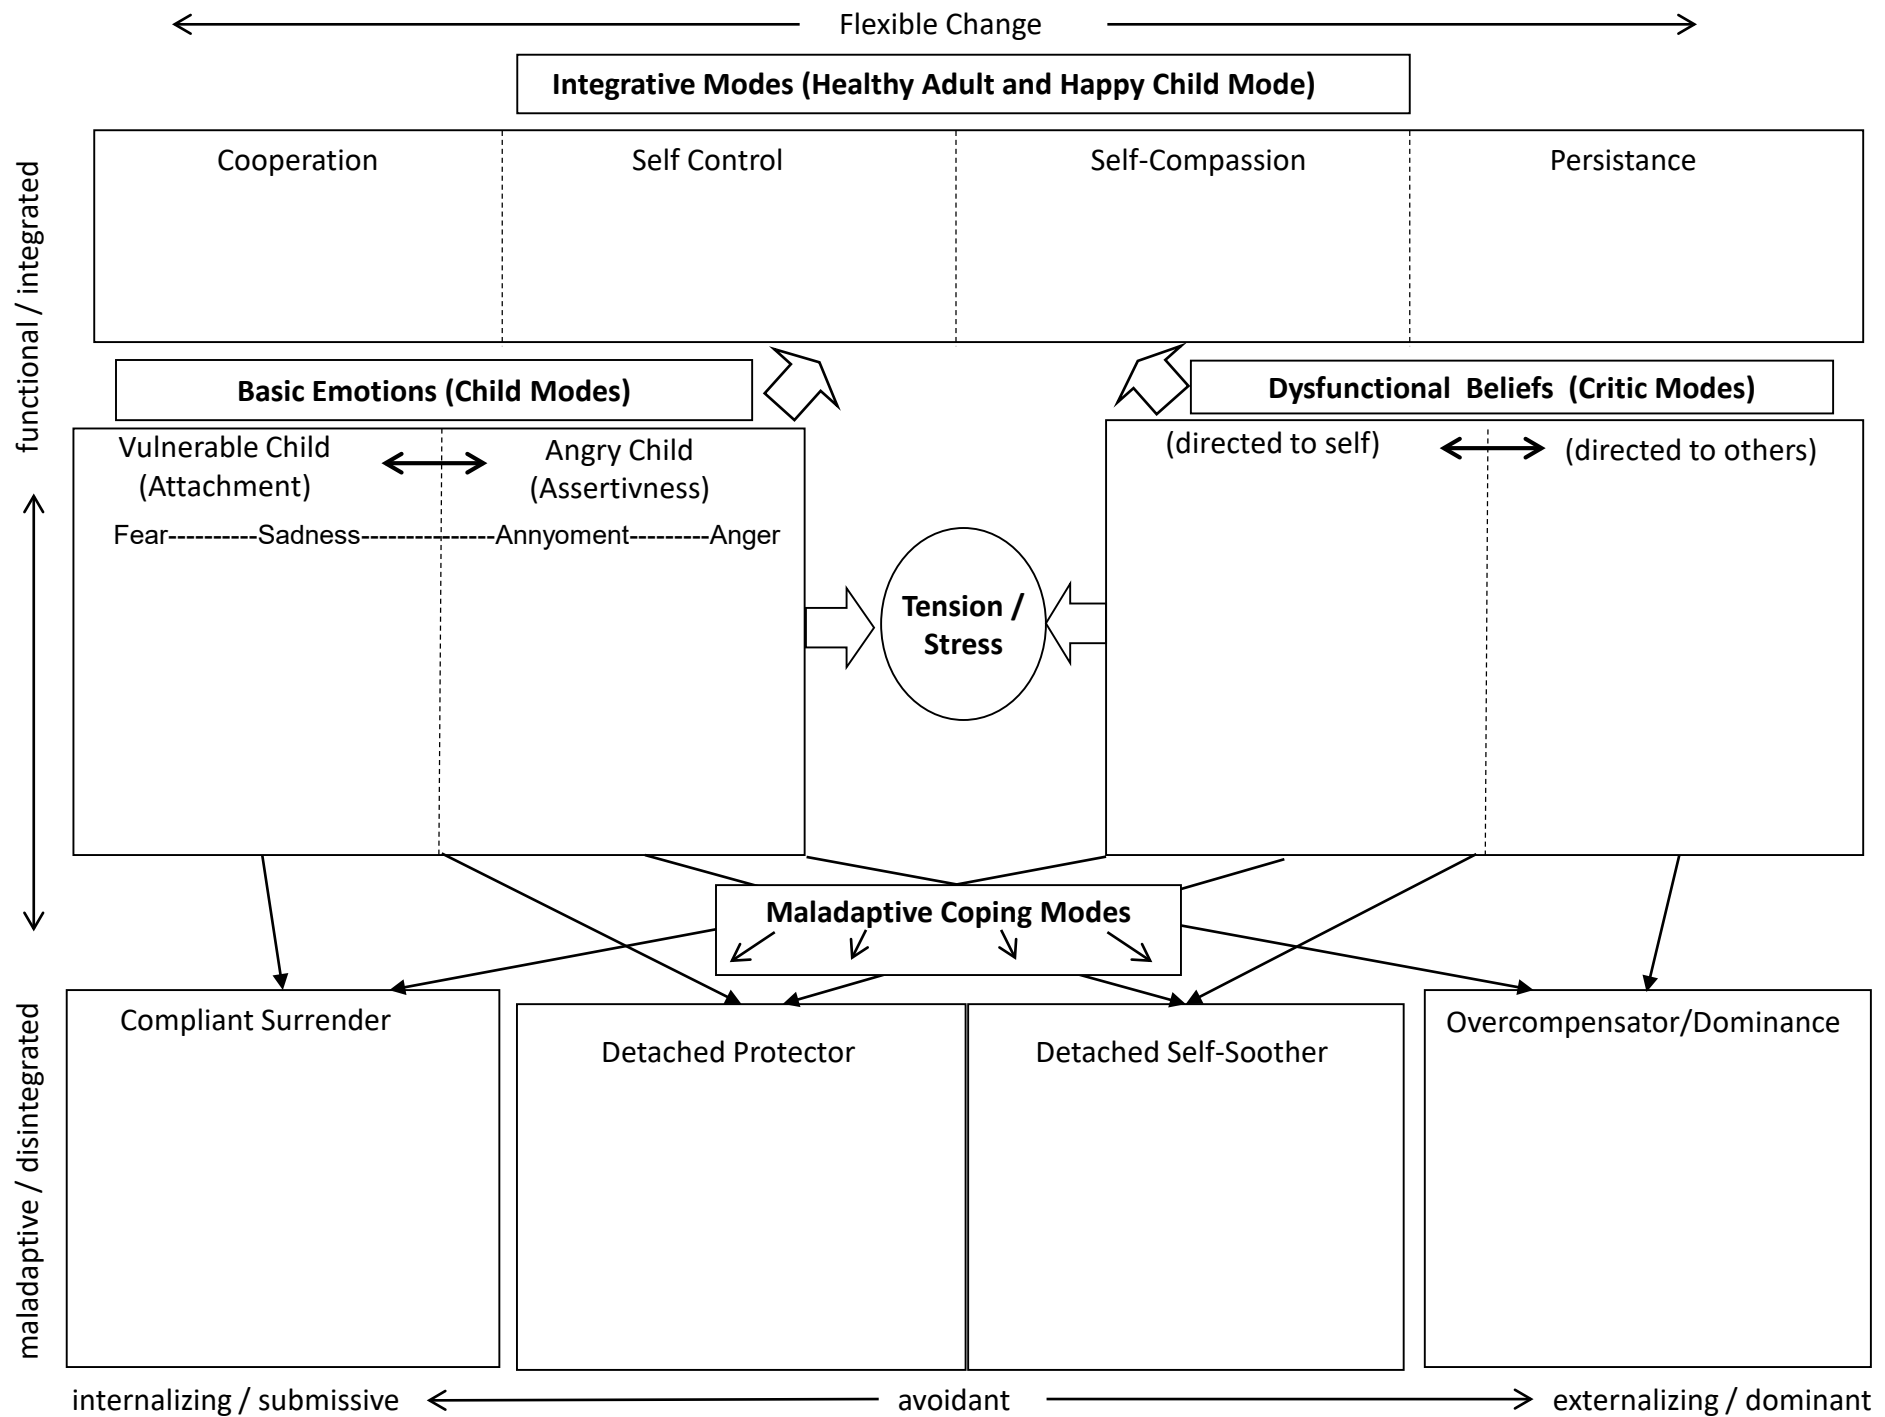 Flexible Change
Integrative Modes (Healthy Adult and Happy Child Mode)
functional / integrated
Cooperation
Self Control
Self-Compassion
Persistance
Basic Emotions (Child Modes)
Dysfunctional Beliefs (Critic Modes)
Vulnerable Child
(Attachment)
Angry Child
(Assertivness)
Fear----------Sadness---------------Annyoment---------Anger
(directed to self)
(directed to others)
Tension /
Stress
Maladaptive Coping Modes
maladaptive / disintegrated
Compliant Surrender
Detached Protector
Detached Self-Soother
Overcompensator/Dominance
internalizing / submissive
avoidant
externalizing / dominant